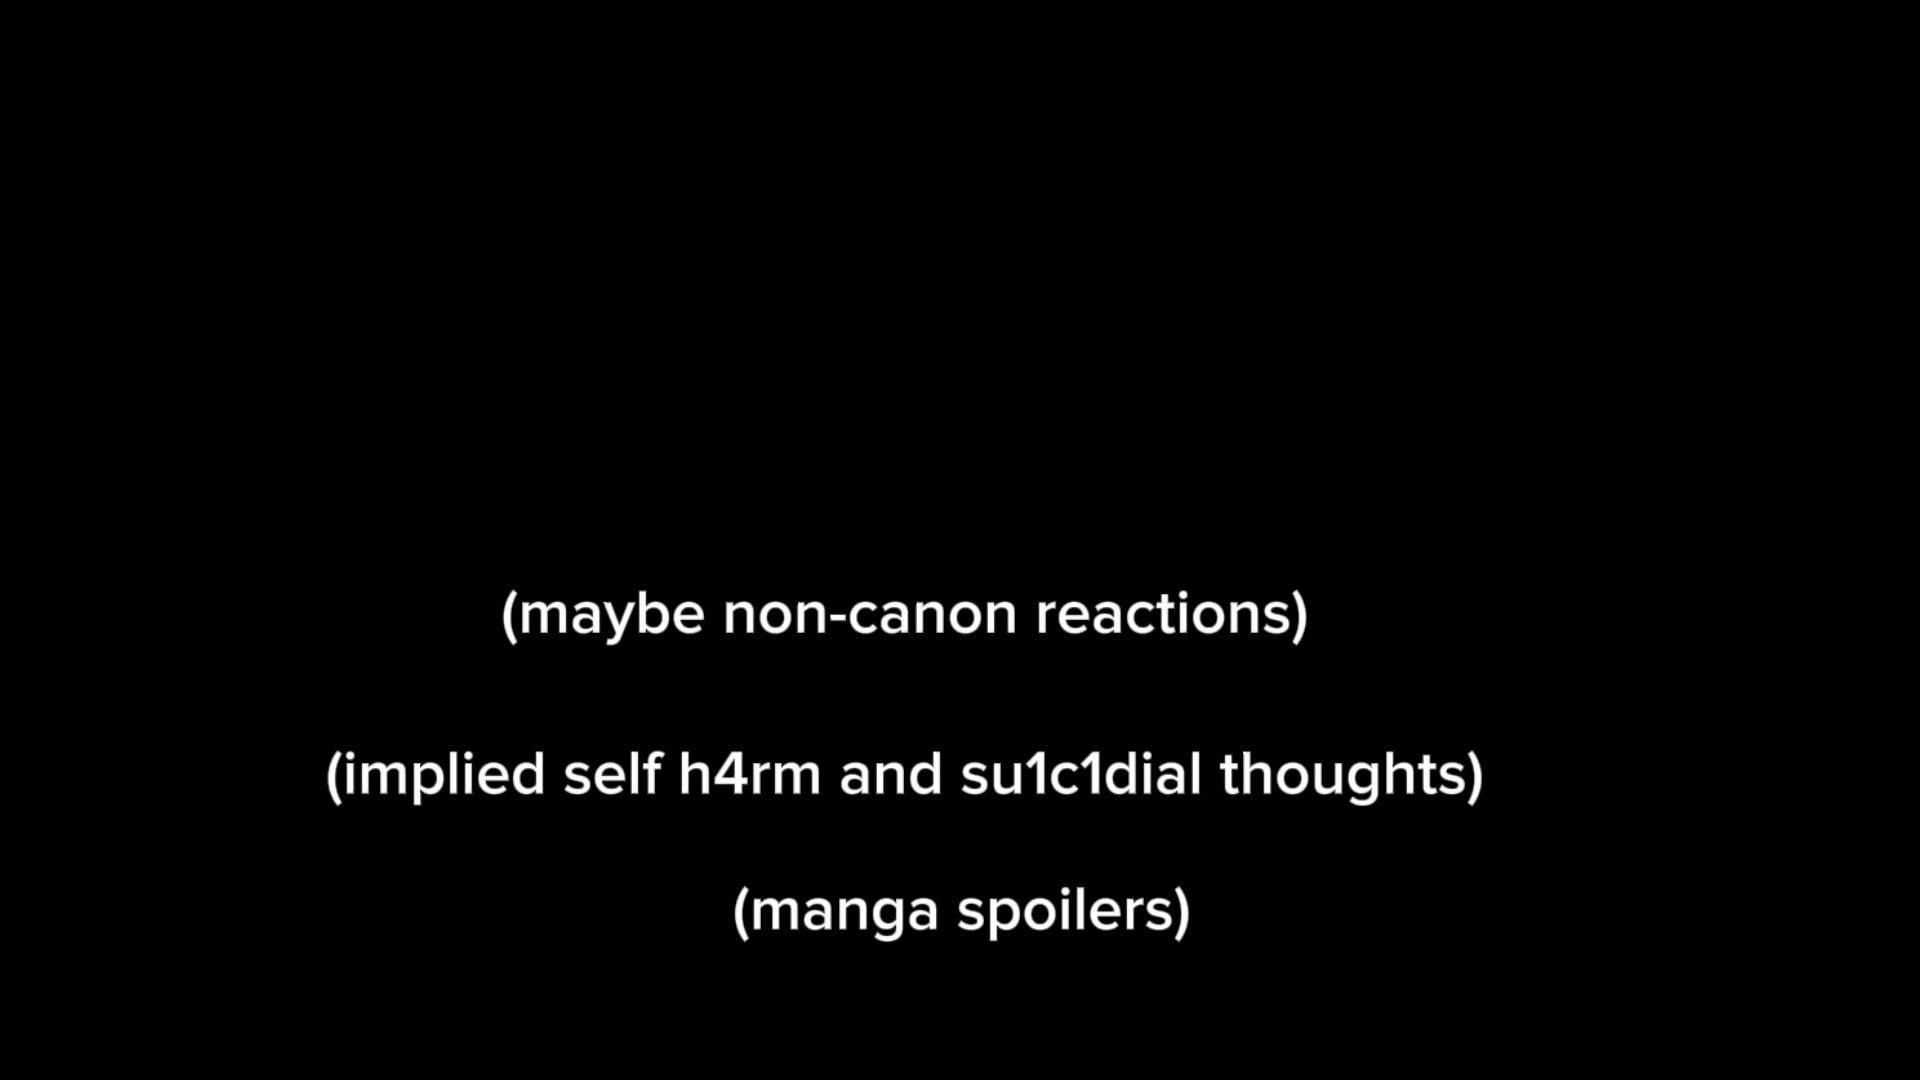 (maybe non-canon reactions)
(implied self h4rm and su1c1dial thoughts)
(manga spoilers)